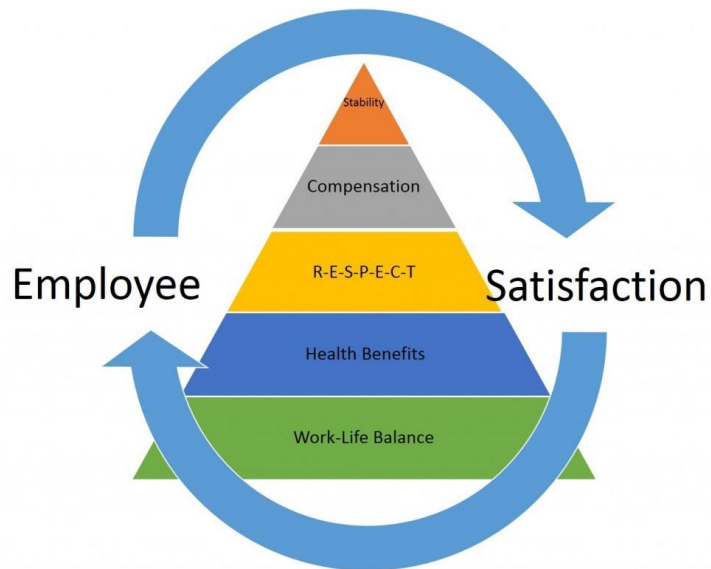 Stability
Compensation
R-E-S-P-E-C-T
Employee
Satisfaction
Health Benefits
Work-Life Balance